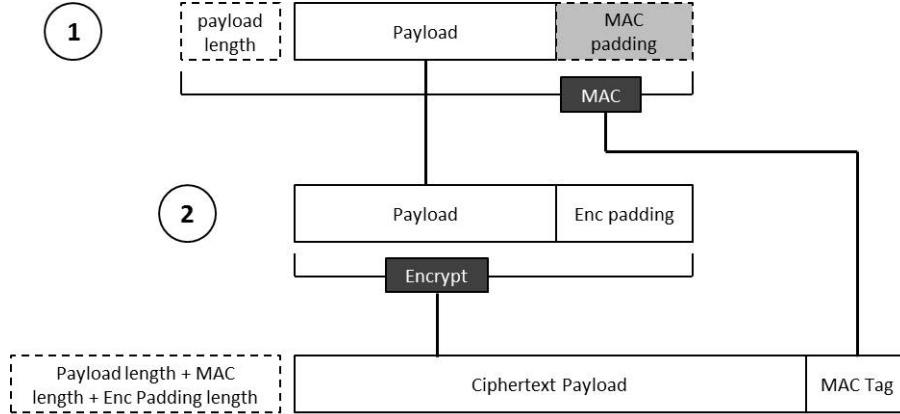 1
payload
length
Payload
MAC
padding
MAC
2
Payload
Enc padding
Encrypt
Payload length + MAC
length + Enc Padding length
Ciphertext Payload
MAC Tag